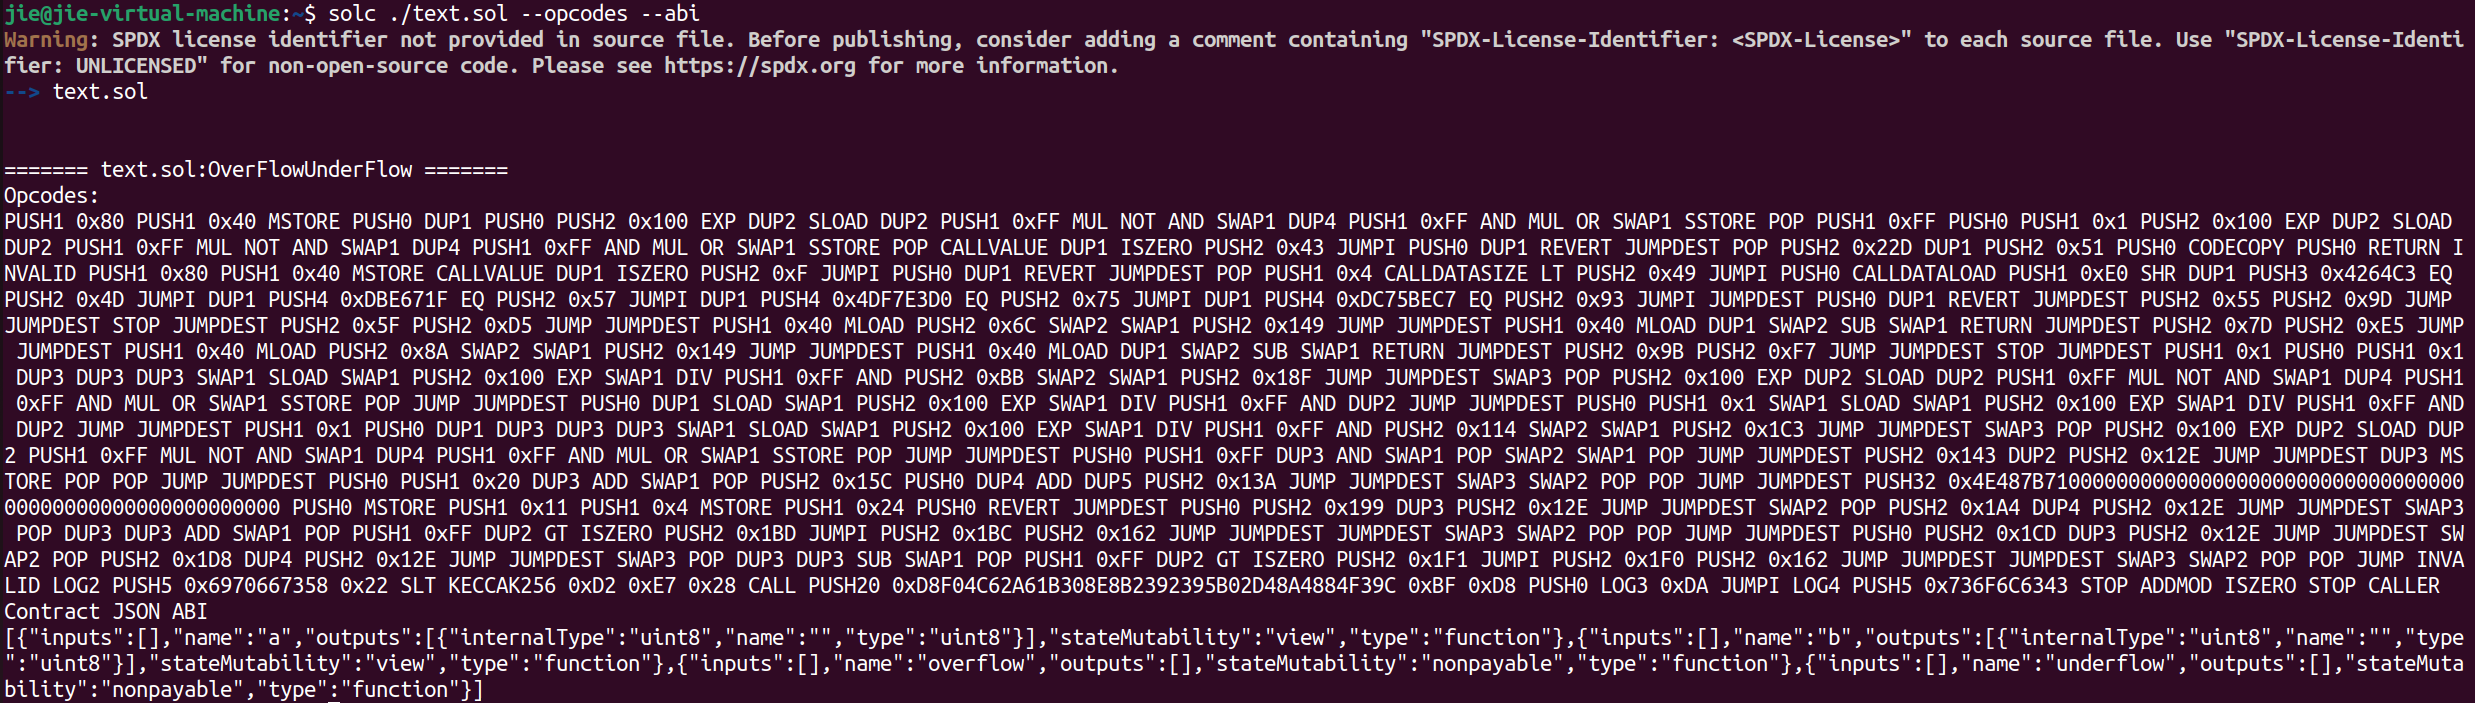 jie@jie-virtual-machine:~$ solc ./text.sol --opcodes --abi
Warning: SPDX license identifier not provided in source file. Before publishing, consider adding a comment containing "SPDX-License-Identifier: <SPDX-License>" to each source file. Use "SPDX-License-Identi
fier: UNLICENSED" for non-open-source code. Please see https://spdx.org for more information.
--> text.sol
======= text.sol:OverFlowUnderFlow =======
Opcodes:
PUSH1 0x80 PUSH1 0x40 MSTORE PUSH0 DUP1 PUSH0 PUSH2 0x100 EXP DUP2 SLOAD DUP2 PUSH1 0xFF MUL NOT AND SWAP1 DUP4 PUSH1 0xFF AND MUL OR SWAP1 SSTORE POP PUSH1 0xFF PUSH0 PUSH1 0x1 PUSH2 0x100 EXP DUP2 SLOAD
DUP2 PUSH1 0xFF MUL NOT AND SWAP1 DUP4 PUSH1 0xFF AND MUL OR SWAP1 SSTORE POP CALLVALUE DUP1 ISZERO PUSH2 0x43 JUMPI PUSH0 DUP1 REVERT JUMPDEST POP PUSH2 0x22D DUP1 PUSH2 0x51 PUSH0 CODECOPY PUSH0 RETURN I
NVALID PUSH1 0x80 PUSH1 0x40 MSTORE CALLVALUE DUP1 ISZERO PUSH2 0xF JUMPI PUSH0 DUP1 REVERT JUMPDEST POP PUSH1 0x4 CALLDATASIZE LT PUSH2 0x49 JUMPI PUSH0 CALLDATALOAD PUSH1 0xE0 SHR DUP1 PUSH3 0x4264C3 EQ
PUSH2 0x4D JUMPI DUP1 PUSH4 0xDBE671F EQ PUSH2 0x57 JUMPI DUP1 PUSH4 0x4DF7E3D0 EQ PUSH2 0x75 JUMPI DUP1 PUSH4 0xDC75BEC7 EQ PUSH2 0x93 JUMPI JUMPDEST PUSH0 DUP1 REVERT JUMPDEST PUSH2 0x55 PUSH2 0x9D JUMP
JUMPDEST STOP JUMPDEST PUSH2 0x5F PUSH2 0xD5 JUMP JUMPDEST PUSH1 0x40 MLOAD PUSH2 0x6C SWAP2 SWAP1 PUSH2 0x149 JUMP JUMPDEST PUSH1 0x40 MLOAD DUP1 SWAP2 SUB SWAP1 RETURN JUMPDEST PUSH2 0x7D PUSH2 0xE5 JUMP
JUMPDEST PUSH1 0x40 MLOAD PUSH2 0x8A SWAP2 SWAP1 PUSH2 0x149 JUMP JUMPDEST PUSH1 0x40 MLOAD DUP1 SWAP2 SUB SWAP1 RETURN JUMPDEST PUSH2 0x9B PUSH2 0xF7 JUMP JUMPDEST STOP JUMPDEST PUSH1 0x1 PUSH0 PUSH1 0x1
DUP3 DUP3 DUP3 SWAP1 SLOAD SWAP1 PUSH2 0x100 EXP SWAP1 DIV PUSH1 0xFF AND PUSH2 0xBB SWAP2 SWAP1 PUSH2 0x18F JUMP JUMPDEST SWAP3 POP PUSH2 0x100 EXP DUP2 SLOAD DUP2 PUSH1 0xFF MUL NOT AND SWAP1 DUP4 PUSH1
0xFF AND MUL OR SWAP1 SSTORE POP JUMP JUMPDEST PUSH0 DUP1 SLOAD SWAP1 PUSH2 0x100 EXP SWAP1 DIV PUSH1 0xFF AND DUP2 JUMP JUMPDEST PUSH0 PUSH1 0x1 SWAP1 SLOAD SWAP1 PUSH2 0x100 EXP SWAP1 DIV PUSH1 0xFF AND
DUP2 JUMP JUMPDEST PUSH1 0x1 PUSH0 DUP1 DUP3 DUP3 DUP3 SWAP1 SLOAD SWAP1 PUSH2 0x100 EXP SWAP1 DIV PUSH1 0xFF AND PUSH2 0x114 SWAP2 SWAP1 PUSH2 0x1C3 JUMP JUMPDEST SWAP3 POP PUSH2 0x100 EXP DUP2 SLOAD DUP
2 PUSH1 0xFF MUL NOT AND SWAP1 DUP4 PUSH1 0xFF AND MUL OR SWAP1 SSTORE POP JUMP JUMPDEST PUSH0 PUSH1 0xFF DUP3 AND SWAP1 POP SWAP2 SWAP1 POP JUMP JUMPDEST PUSH2 0x143 DUP2 PUSH2 0x12E JUMP JUMPDEST DUP3 MS
TORE POP POP JUMP JUMPDEST PUSH0 PUSH1 0x20 DUP3 ADD SWAP1 POP PUSH2 0x15C PUSH0 DUP4 ADD DUP5 PUSH2 0x13A JUMP JUMPDEST SWAP3 SWAP2 POP POP JUMP JUMPDEST PUSH32 0x4E487B710000000000000000000000000000000000
00000000000000000000000 PUSH0 MSTORE PUSH1 0x11 PUSH1 0x4 MSTORE PUSH1 0x24 PUSH0 REVERT JUMPDEST PUSH0 PUSH2 0x199 DUP3 PUSH2 0x12E JUMP JUMPDEST SWAP2 POP PUSH2 0x1A4 DUP4 PUSH2 0x12E JUMP JUMPDEST SWAP3
POP DUP3 DUP3 ADD SWAP1 POP PUSH1 0xFF DUP2 GT ISZERO PUSH2 0x1BD JUMPI PUSH2 0x1BC PUSH2 0x162 JUMP JUMPDEST JUMPDEST SWAP3 SWAP2 POP POP JUMP JUMPDEST PUSH0 PUSH2 0x1CD DUP3 PUSH2 0x12E JUMP JUMPDEST SW
AP2 POP PUSH2 0x1D8 DUP4 PUSH2 0x12E JUMP JUMPDEST SWAP3 POP DUP3 DUP3 SUB SWAP1 POP PUSH1 0xFF DUP2 GT ISZERO PUSH2 0x1F1 JUMPI PUSH2 0x1F0 PUSH2 0x162 JUMP JUMPDEST JUMPDEST SWAP3 SWAP2 POP POP JUMP INVA
LID LOG2 PUSH5 0x6970667358 0x22 SLT KECCAK256 0xD2 0xE7 0x28 CALL PUSH20 0xD8F04C62A61B308E8B2392395B02D48A4884F39C 0xBF 0xD8 PUSH0 LOG3 0xDA JUMPI LOG4 PUSH5 0x736F6C6343 STOP ADDMOD ISZERO STOP CALLER
Contract JSON ABI
[{"inputs":[],"name":"a","outputs":[{"internalType":"uint8","name":"","type":"uint8"}],"stateMutability":"view","type":"function"},{"inputs":[],"name":"b","outputs":[{"internalType":"uint8","name":"","type
":"uint8"}],"stateMutability":"view","type":"function"},{"inputs":[],"name":"overflow","outputs":[],"stateMutability":"nonpayable","type":"function"},{"inputs":[],"name":"underflow","outputs":[],"stateMuta
bility":"nonpayable","type":"function"}]